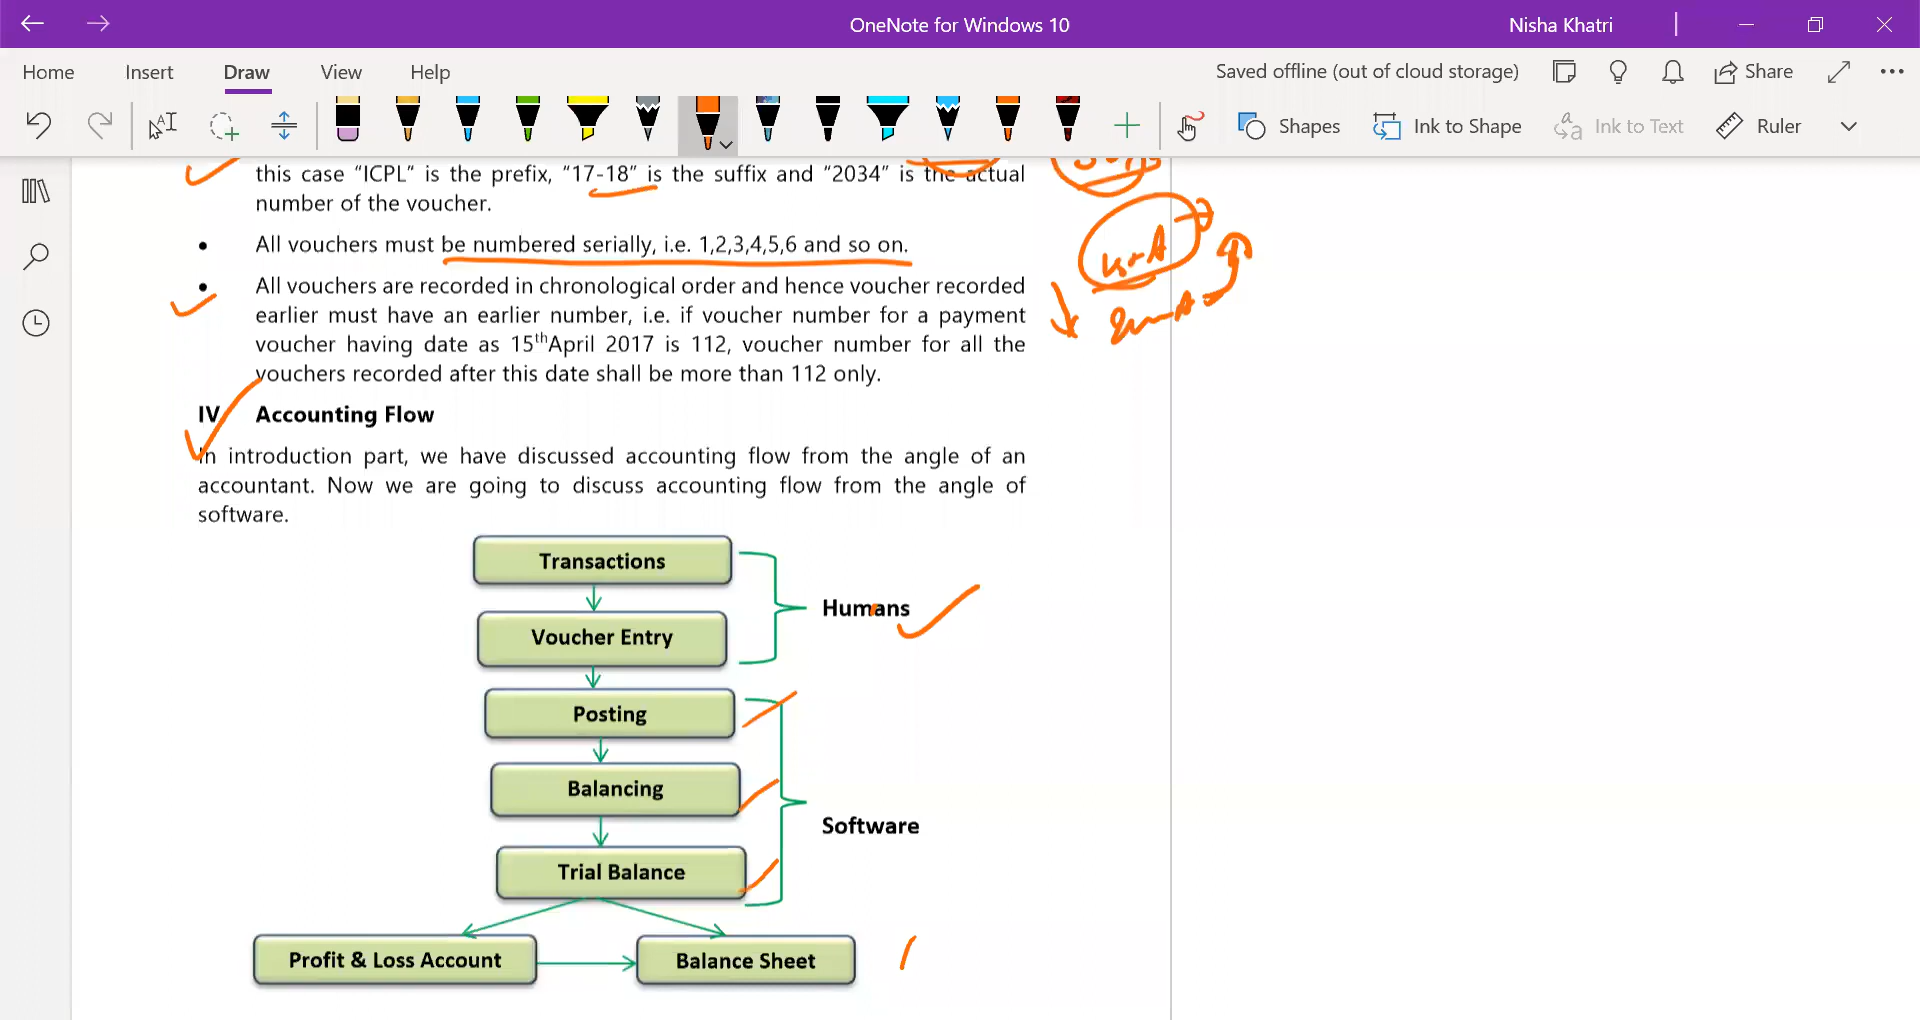 OneNote for Windows 10
Nisha Khatri
Home Insert Draw View Help
Saved offline (out of cloud storage)
Share
Shapes Ink to Shape Ink to Text Ruler
this case “ICPL” is the prefix, “17-18” is the suffix and “2034” is the actual
number of the voucher.
• All vouchers must be numbered serially, i.e. 1,2,3,4,5,6 and so on.
• All vouchers are recorded in chronological order and hence voucher recorded
earlier must have an earlier number, i.e. if voucher number for a payment
voucher having date as 15thApril 2017 is 112, voucher number for all the
vouchers recorded after this date shall be more than 112 only.
IV Accounting Flow
In introduction part, we have discussed accounting flow from the angle of an
accountant. Now we are going to discuss accounting flow from the angle of
software.
Transactions
Humans
Voucher Entry
Posting
Balancing
Software
Trial Balance
Profit & Loss Account
Balance Sheet